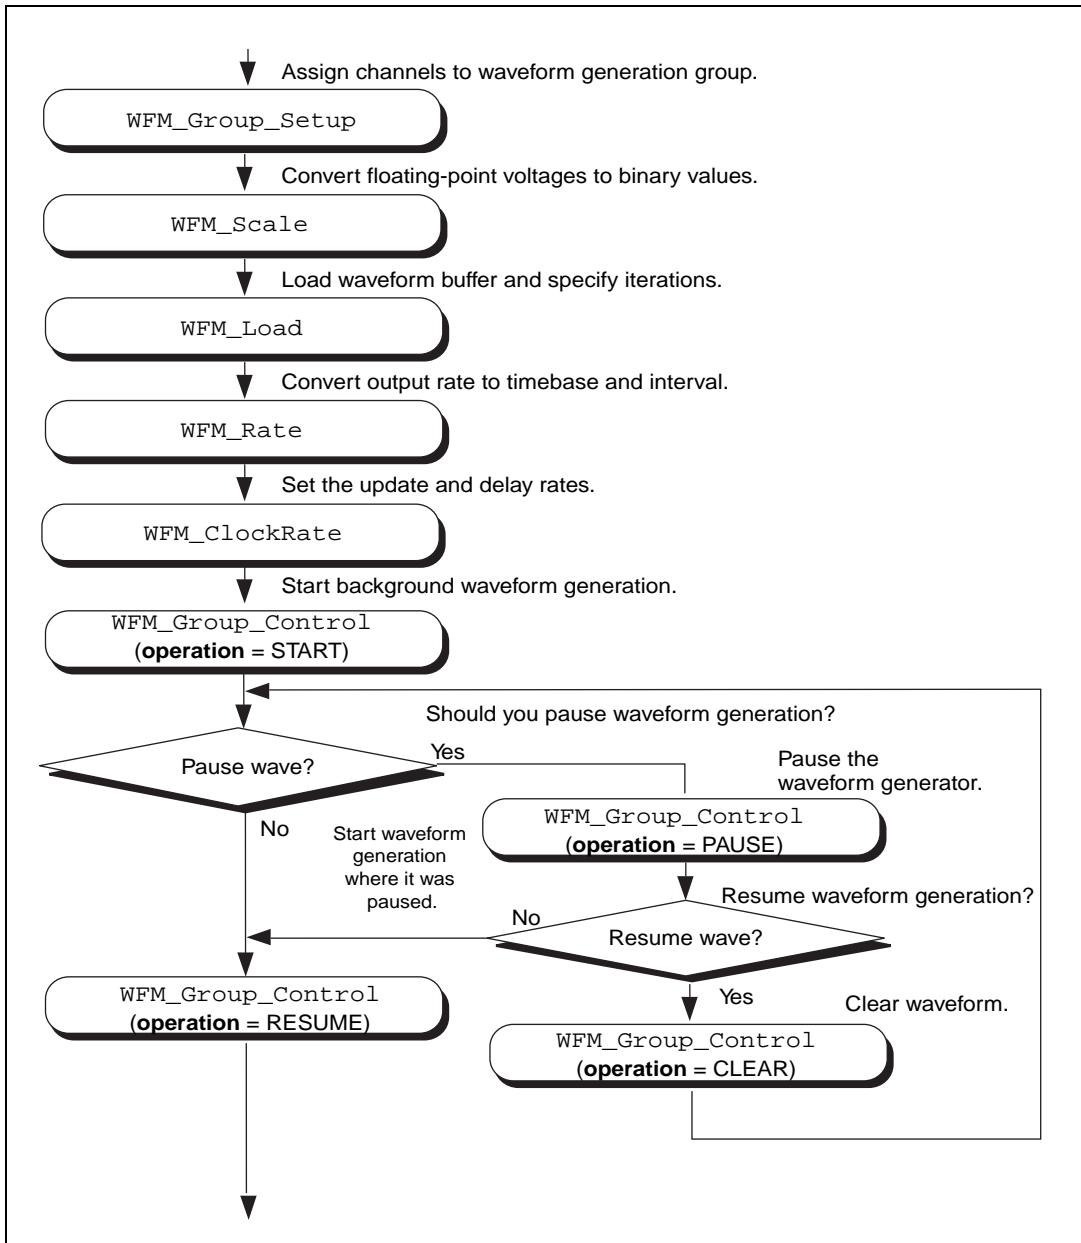 Assign channels to waveform generation group.
WFM_Group_Setup
Convert floating-point voltages to binary values.
WFM_Scale
Load waveform buffer and specify iterations.
WFM_Load
Convert output rate to timebase and interval.
WFM_Rate
Set the update and delay rates.
WFM_ClockRate
Start background waveform generation.
WFM_Group_Control
(operation = START)
Should you pause waveform generation?
Pause wave?
Yes
Pause the
waveform generator.
WFM_Group_Control
(operation = PAUSE)
No
Start waveform
generation
where it was
paused.
Resume waveform generation?
No
Resume wave?
Yes
Clear waveform.
WFM_Group_Control
(operation = RESUME)
WFM_Group_Control
(operation = CLEAR)